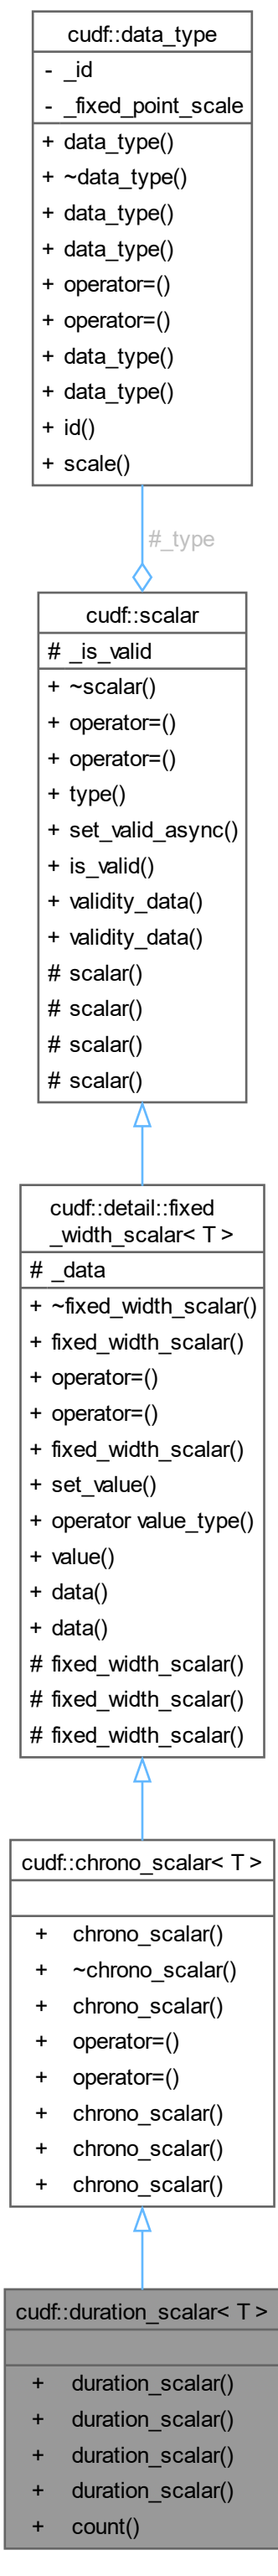 cudf::data_type
- _id
- _fixed_point_scale
+ data_type()
+ ~data_type()
+ data_type()
+ data_type()
+ operator=()
+ operator=()
+ data_type()
+ data_type()
+ id()
+ scale()
#_type
cudf::scalar
# _is_valid
+ ~scalar()
+ operator=()
+ operator=()
+ type()
+ set_valid_async()
+ is_valid()
+ validity_data()
+ validity_data()
# scalar()
# scalar()
# scalar()
# scalar()
cudf::detail::fixed
_width_scalar< T >
# _data
+ ~fixed_width_scalar()
+ fixed_width_scalar()
+ operator=()
+ operator=()
+ fixed_width_scalar()
+ set_value()
+ operator value_type()
+ value()
+ data()
+ data()
# fixed_width_scalar()
# fixed_width_scalar()
# fixed_width_scalar()
cudf::chrono_scalar< T >
+ chrono_scalar()
+ ~chrono_scalar()
+ chrono_scalar()
+ operator=()
+ operator=()
+ chrono_scalar()
+ chrono_scalar()
+ chrono_scalar()
cudf::duration_scalar< T >
+ duration_scalar()
+ duration_scalar()
+ duration_scalar()
+ duration_scalar()
+ count()